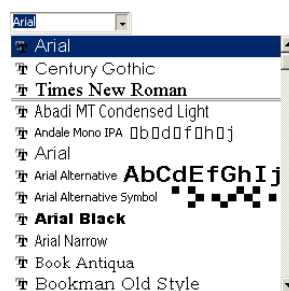 Arial
Arial
Century Gothic
Times New Roman
Abadi MT Condensed Light
Andale Mono IPA
Arial
Arial Alternative AbCdEfGhIj
Arial Alternative Symbol
Arial Black
Arial Narrow
Book Antiqua
Bookman Old Style